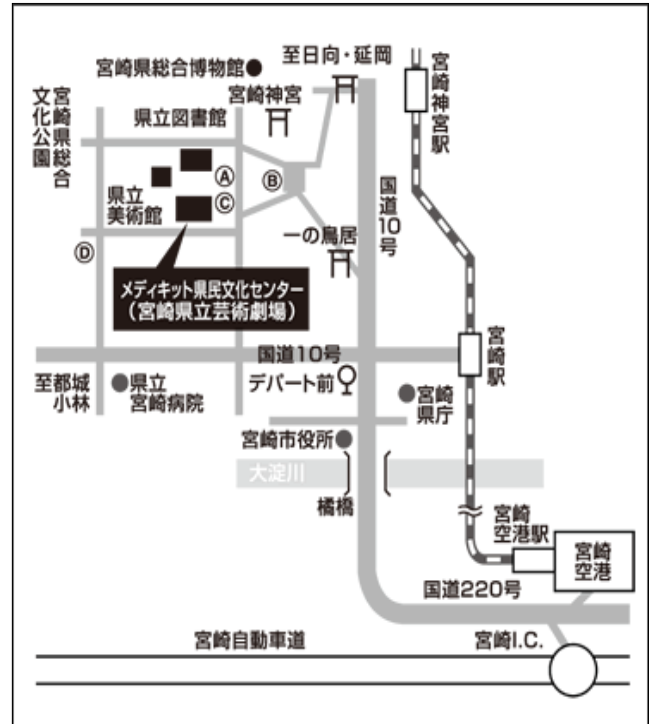 至日向・延岡
宮崎県総合博物館
宮崎神宮
宮崎神宮駅
宮崎県総合
文化公園
県立図書館
Ⓐ
Ⓑ
県立
美術館
Ⓒ
国道10号
一の鳥居
Ⓓ
メディキット県民文化センター
（宮崎県立芸術劇場）
国道10号
宮崎駅
至都城
小林
県立
宮崎病院
デパート前
宮崎
県庁
宮崎市役所
大淀川
橘橋
宮崎
空港駅
宮崎
空港
国道220号
宮崎自動車道
宮崎I.C.